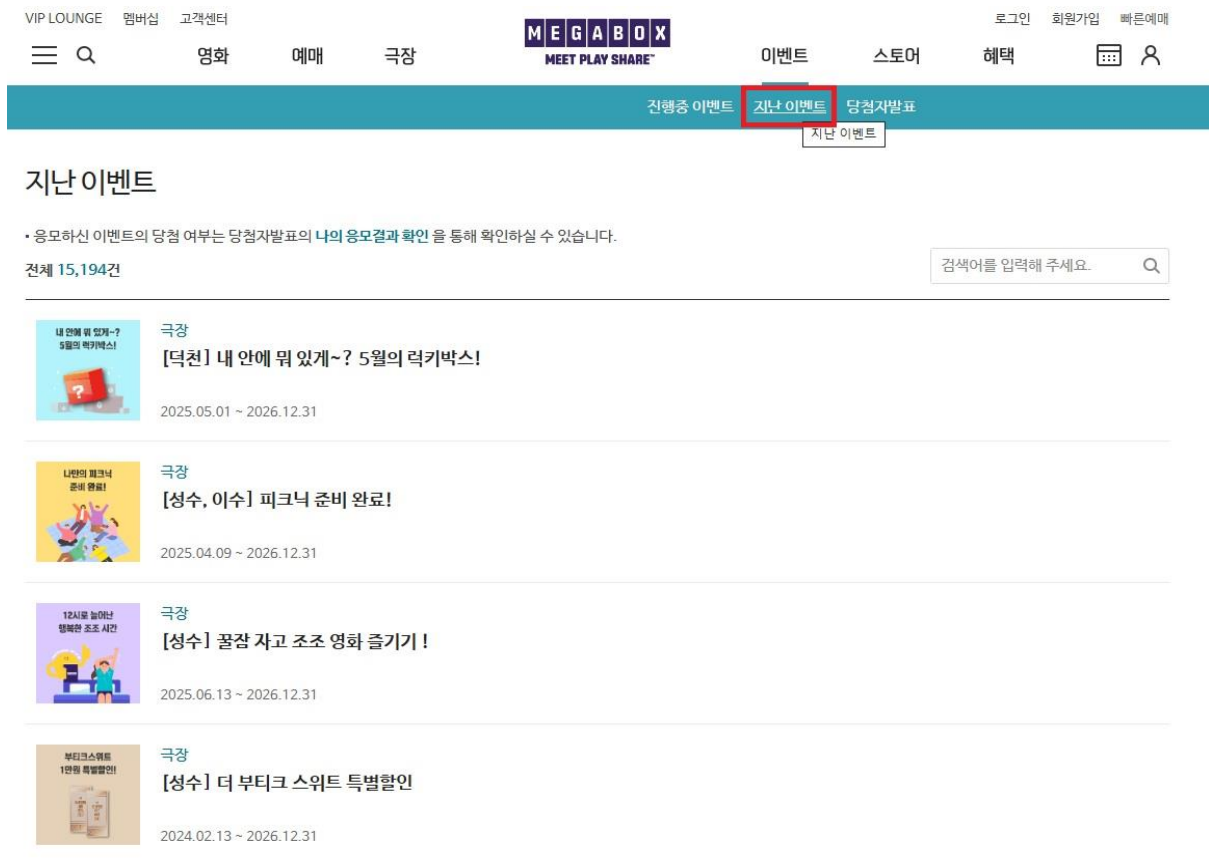 VIP LOUNGE 멤버십 고객센터
로그인 회원가입 빠른예매
MEGABOX
MEET PLAY SHARE™
영화 예매 극장 이벤트 스토어 혜택
진행중 이벤트 지난 이벤트 당첨자발표
지난 이벤트
지난 이벤트
• 응모하신 이벤트의 당첨 여부는 당첨자발표의 나의 응모결과 확인 을 통해 확인하실 수 있습니다.
전체 15,194건
검색어를 입력해 주세요.
내 안에 뭐 있게~?
5월의 럭키박스!
?
극장
[덕천] 내 안에 뭐 있게~? 5월의 럭키박스!
2025.05.01 ~ 2026.12.31
나만의 피크닉
준비 완료!
극장
[성수, 이수] 피크닉 준비 완료!
2025.04.09 ~ 2026.12.31
12시로 늘어난
행복한 조조 시간
극장
[성수] 꿀잠 자고 조조 영화 즐기기 !
2025.06.13 ~ 2026.12.31
부티크스위트
1만원 특별할인!
극장
[성수] 더 부티크 스위트 특별할인
2024.02.13 ~ 2026.12.31